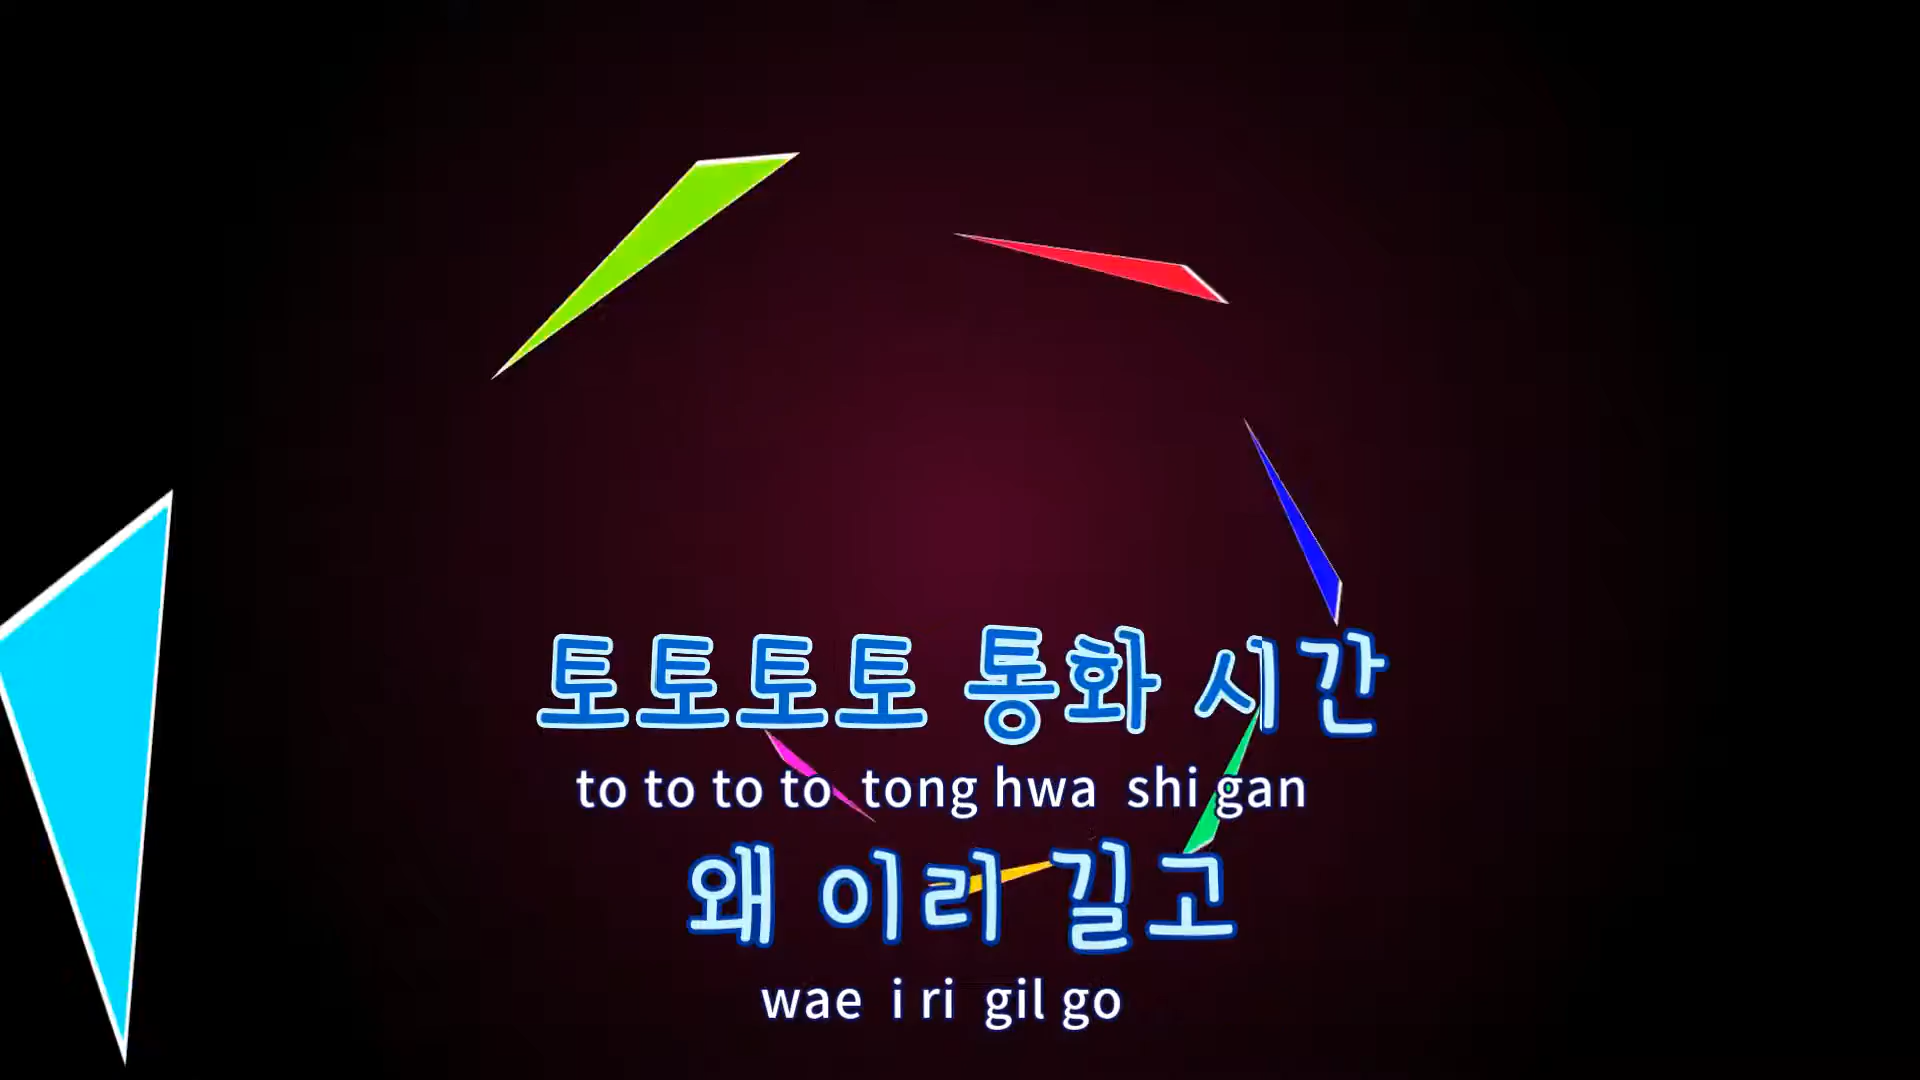 토토토토 통화 시간
to to to to tong hwa shi gan
왜 이리 길고
wae i ri gil go